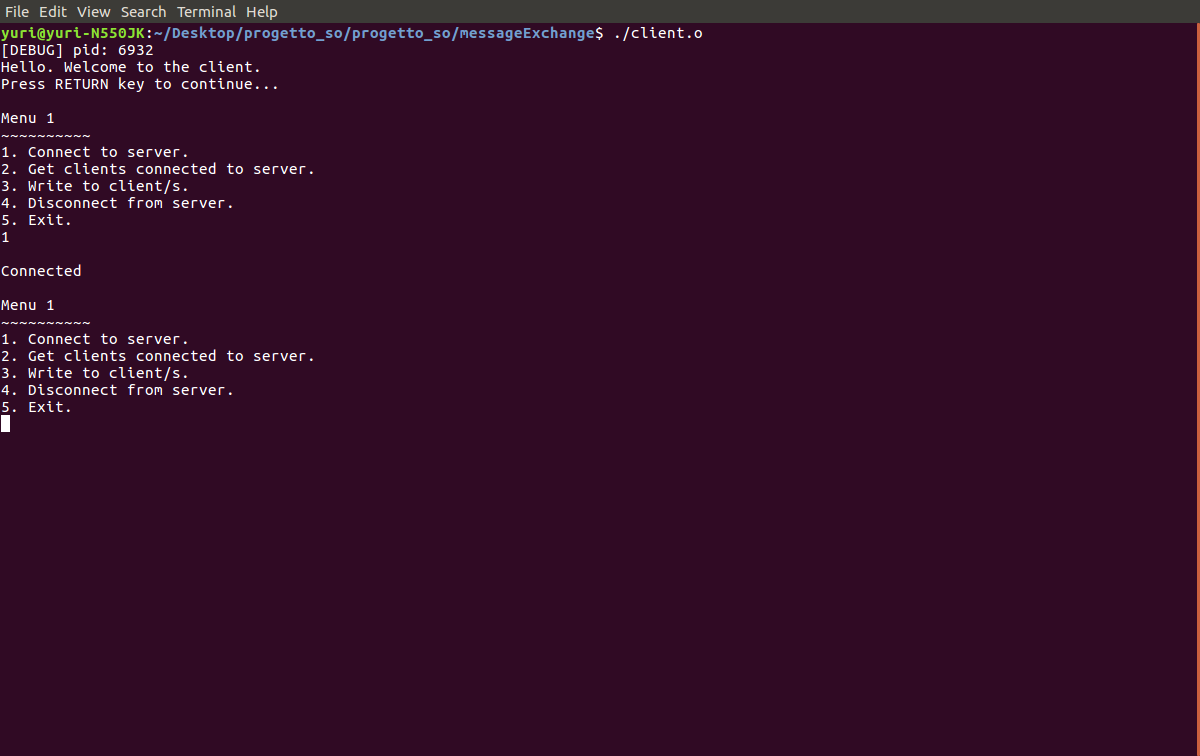 File Edit View Search Terminal Help
yuri@yuri-N550JK:~/Desktop/progetto_so/progetto_so/messageExchange$ ./client.o
[DEBUG] pid: 6932
Hello. Welcome to the client.
Press RETURN key to continue...
Menu 1
~~~~~~~~~~
1. Connect to server.
2. Get clients connected to server.
3. Write to client/s.
4. Disconnect from server.
5. Exit.
1
Connected
Menu 1
~~~~~~~~~~
1. Connect to server.
2. Get clients connected to server.
3. Write to client/s.
4. Disconnect from server.
5. Exit.